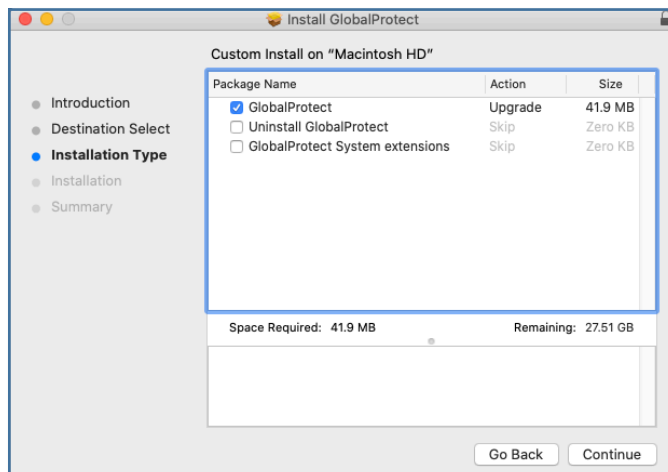 Install GlobalProtect
Custom Install on “Macintosh HD”
Introduction
Destination Select
Installation Type
Installation
Summary
Package Name Action Size
GlobalProtect Upgrade 41.9 MB
Uninstall GlobalProtect Skip Zero KB
GlobalProtect System extensions Skip Zero KB
Space Required: 41.9 MB Remaining: 27.51 GB
Go Back Continue